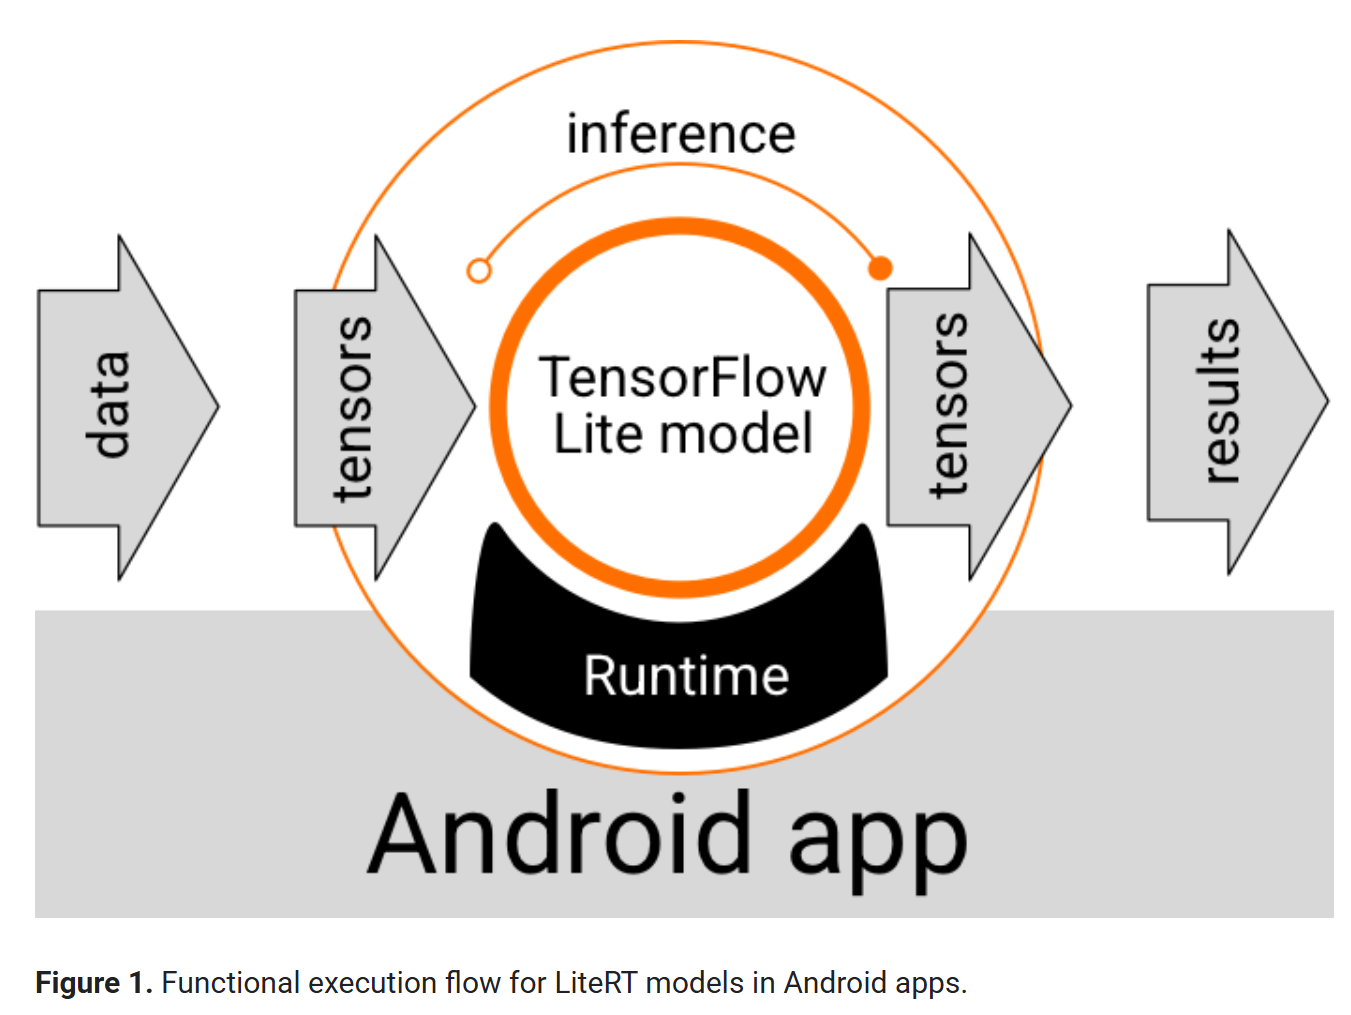 inference
data
tensors
TensorFlow
Lite model
tensors
results
Runtime
Android app
Figure 1. Functional execution flow for LiteRT models in Android apps.